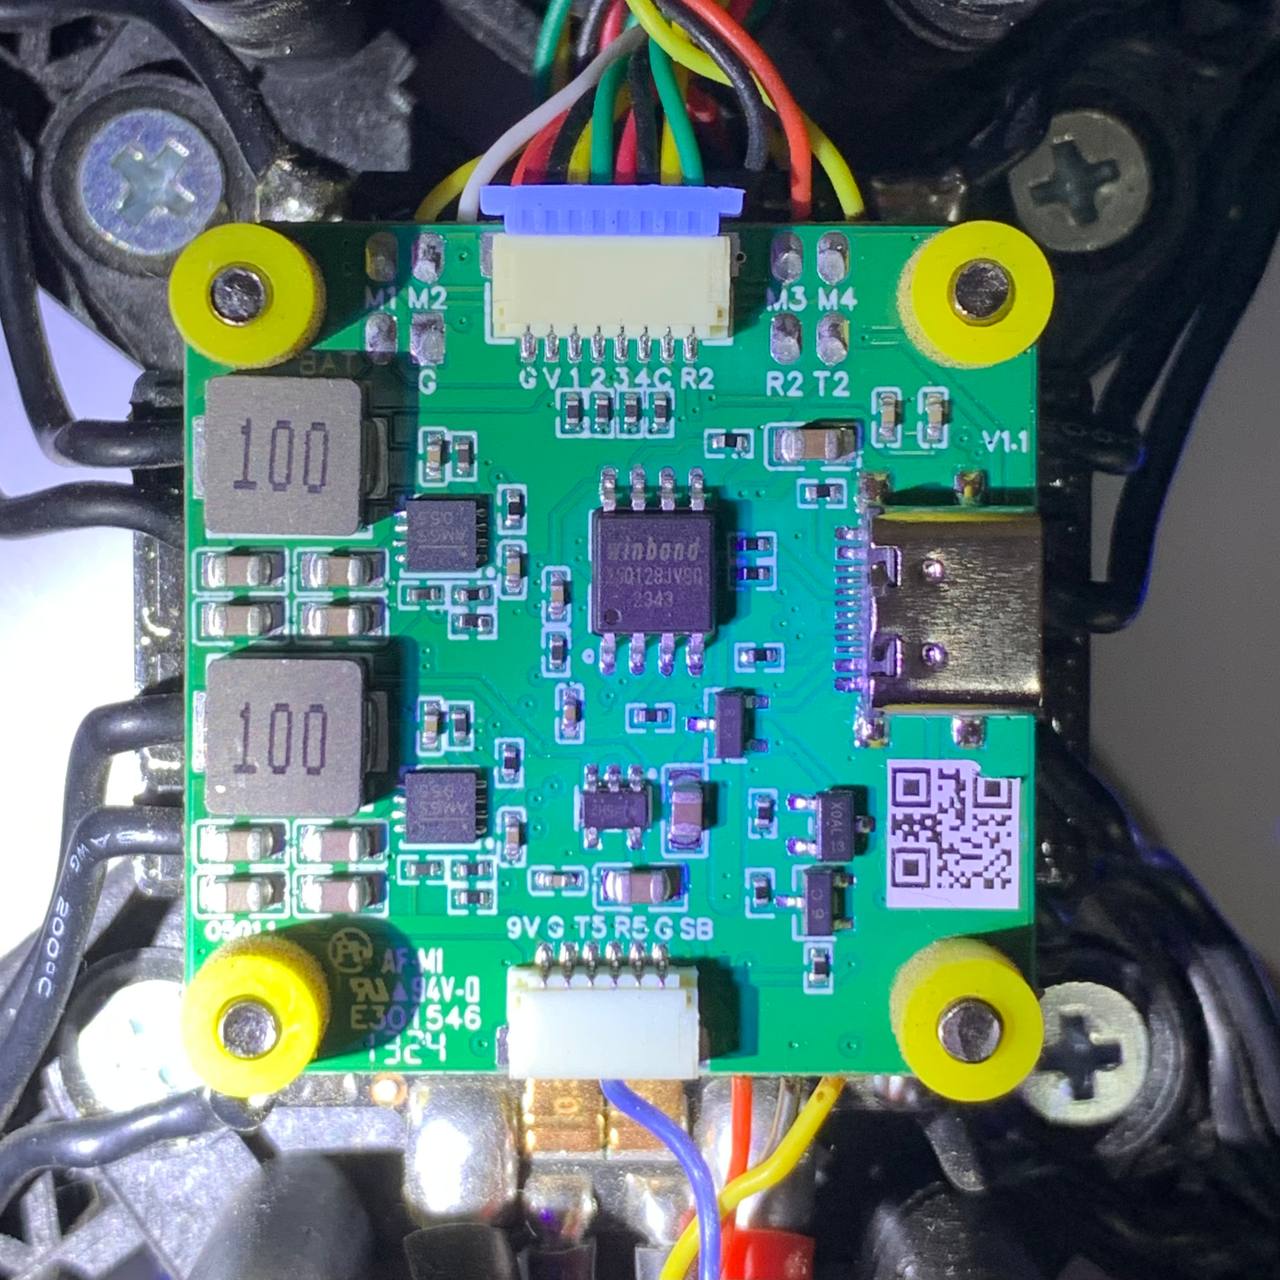 M1 M2
M3 M4
BAT
G
G V 1 2 3 4 C R2
R2 T2
V1.1
100
winbond
25Q128JVSQ
2343
100
9V G T5 R5 G SB
AF-M1
94V-0
E301546
1324
AWG 200°C